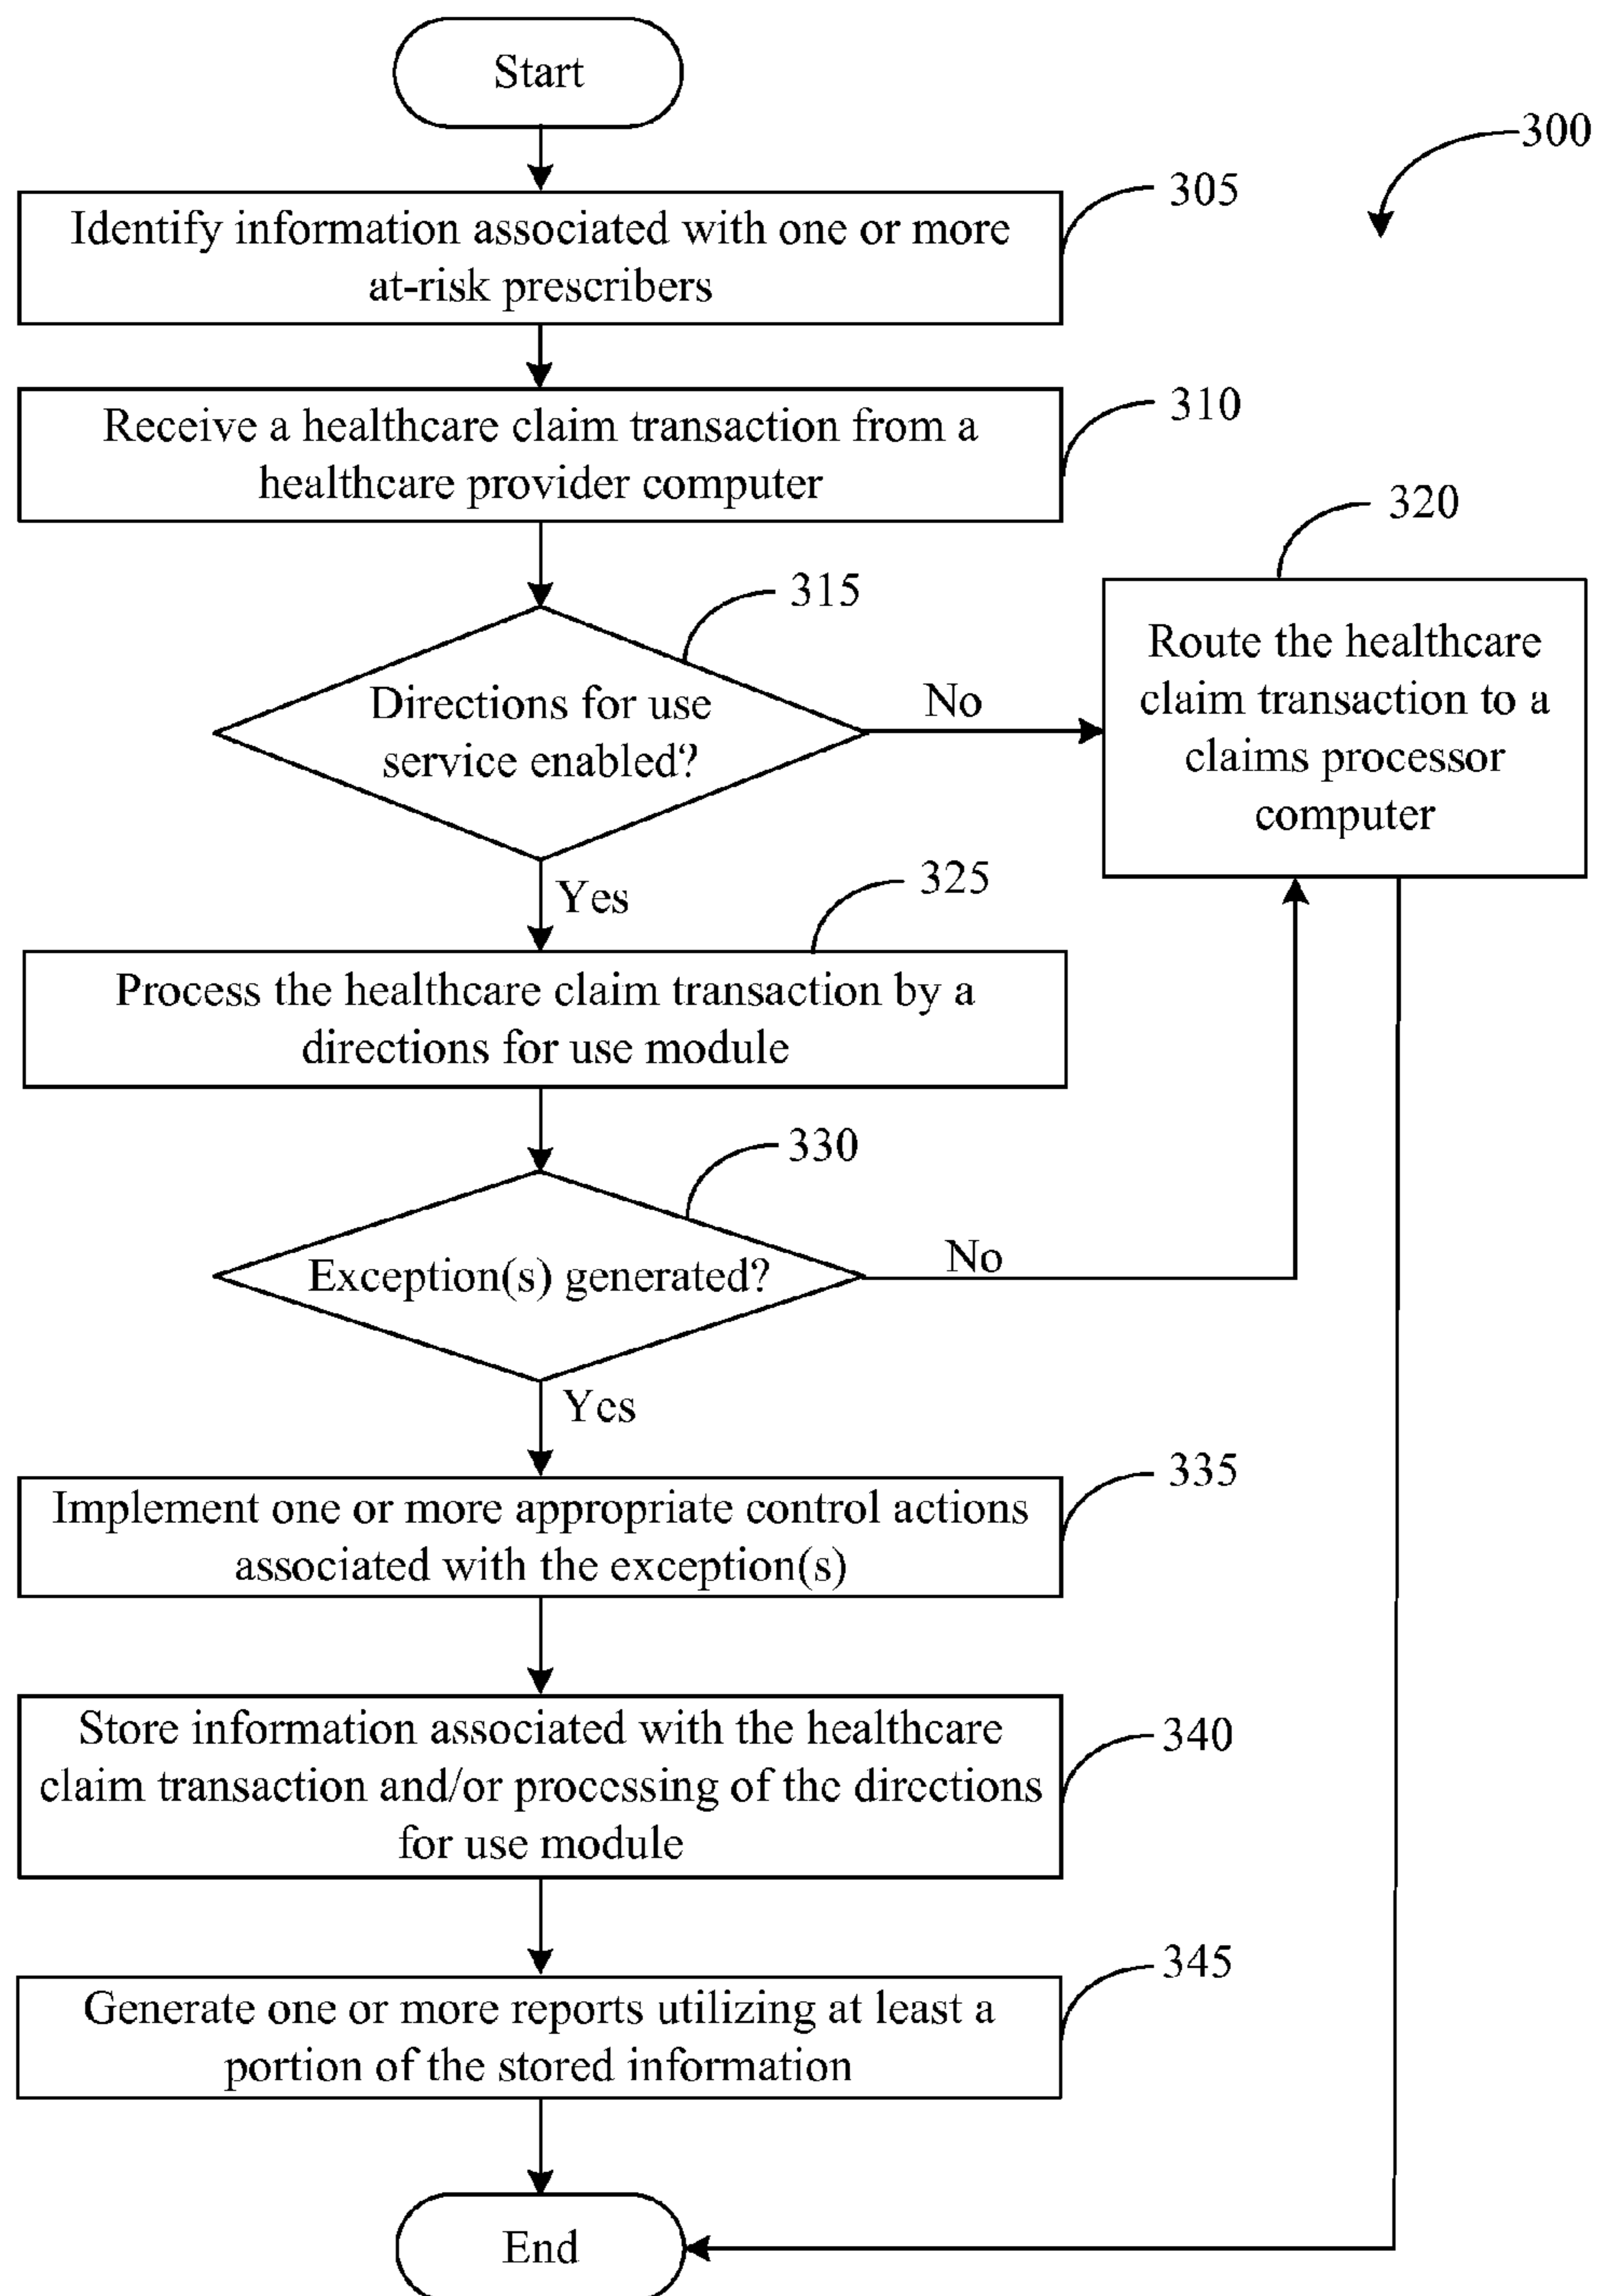 Start
300
305
Identify information associated with one or more
at-risk prescribers
310
Receive a healthcare claim transaction from a
healthcare provider computer
320
315
Route the healthcare
claim transaction to a
claims processor
computer
Directions for use
service enabled?
No
Yes
325
Process the healthcare claim transaction by a
directions for use module
330
Exception(s) generated?
No
Yes
335
Implement one or more appropriate control actions
associated with the exception(s)
340
Store information associated with the healthcare
claim transaction and/or processing of the directions
for use module
345
Generate one or more reports utilizing at least a
portion of the stored information
End